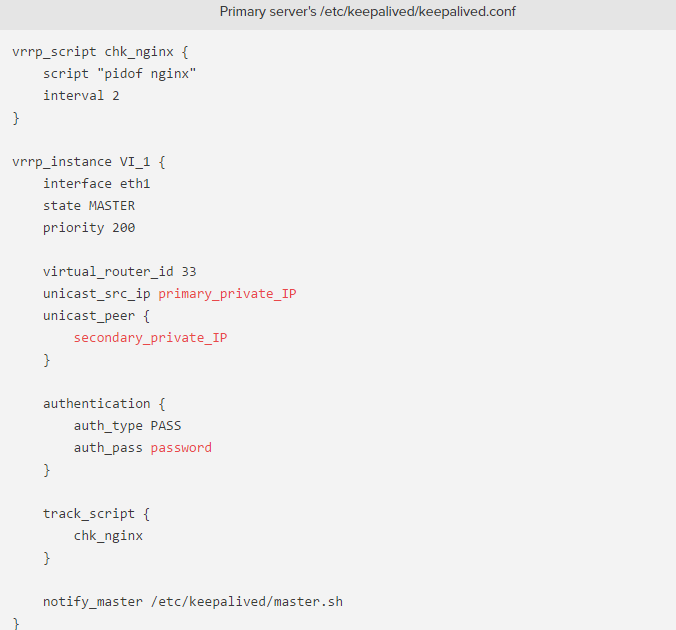 Primary server's /etc/keepalived/keepalived.conf
vrrp_script chk_nginx {
    script "pidof nginx"
    interval 2
}

vrrp_instance VI_1 {
    interface eth1
    state MASTER
    priority 200

    virtual_router_id 33
    unicast_src_ip primary_private_IP
    unicast_peer {
        secondary_private_IP
    }

    authentication {
        auth_type PASS
        auth_pass password
    }

    track_script {
        chk_nginx
    }

    notify_master /etc/keepalived/master.sh
}